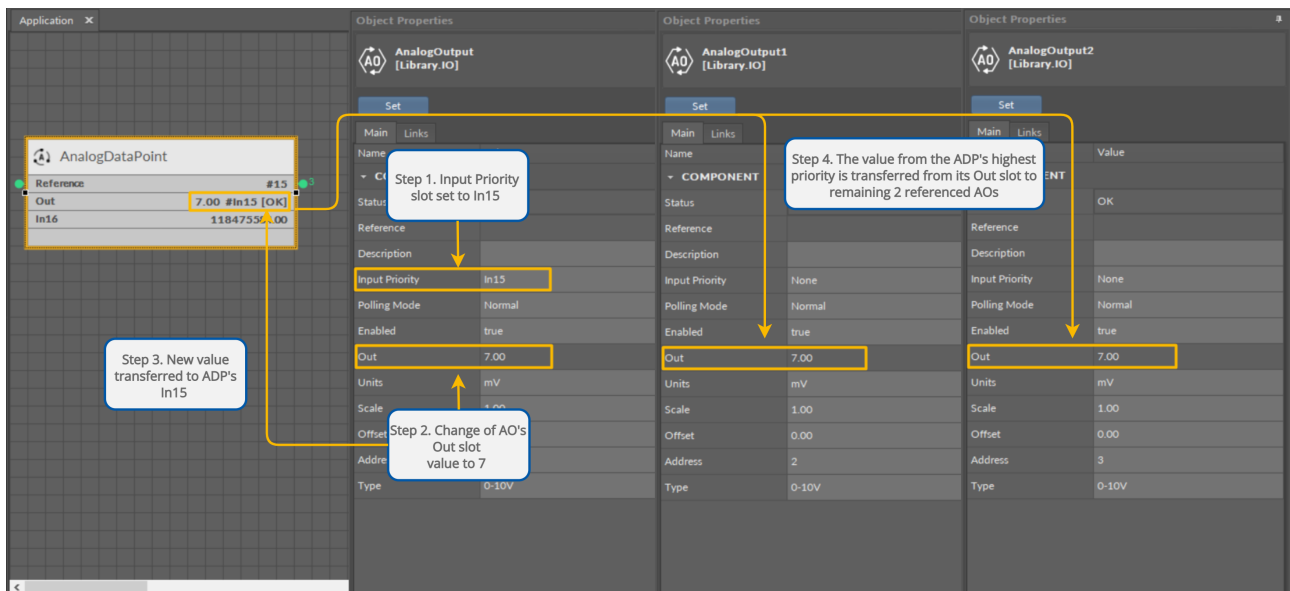 Application ×
AnalogDataPoint
Reference #15 3
Out 7.00 #In15 [OK]
In16
Step 3. New value
transferred to ADP's
In15
Object Properties
AnalogOutput
[Library.IO]
Set
Main Links
Name
Step 1. Input Priority
slot set to In15
Status
Reference
Description
Input Priority In15
Polling Mode Normal
Enabled true
Out 7.00
Units mV
Scale 1.00
Step 2. Change of AO's
Out slot
value to 7
Offset
Type 0-10V
Object Properties
AnalogOutput1
[Library.IO]
Set
Main Links
Name
COMPONENT
Status
Reference
Description
Input Priority None
Polling Mode Normal
Enabled true
Out 7.00
Units mV
Scale 1.00
Offset 0.00
Address 2
Type 0-10V
Step 4. The value from the ADP's highest
priority is transferred from its Out slot to
remaining 2 referenced AOs
Object Properties
AnalogOutput2
[Library.IO]
Set
Main Links
Value
OK
Reference
Description
Input Priority None
Polling Mode Normal
Enabled true
Out 7.00
Units mV
Scale 1.00
Offset 0.00
Address 3
Type 0-10V